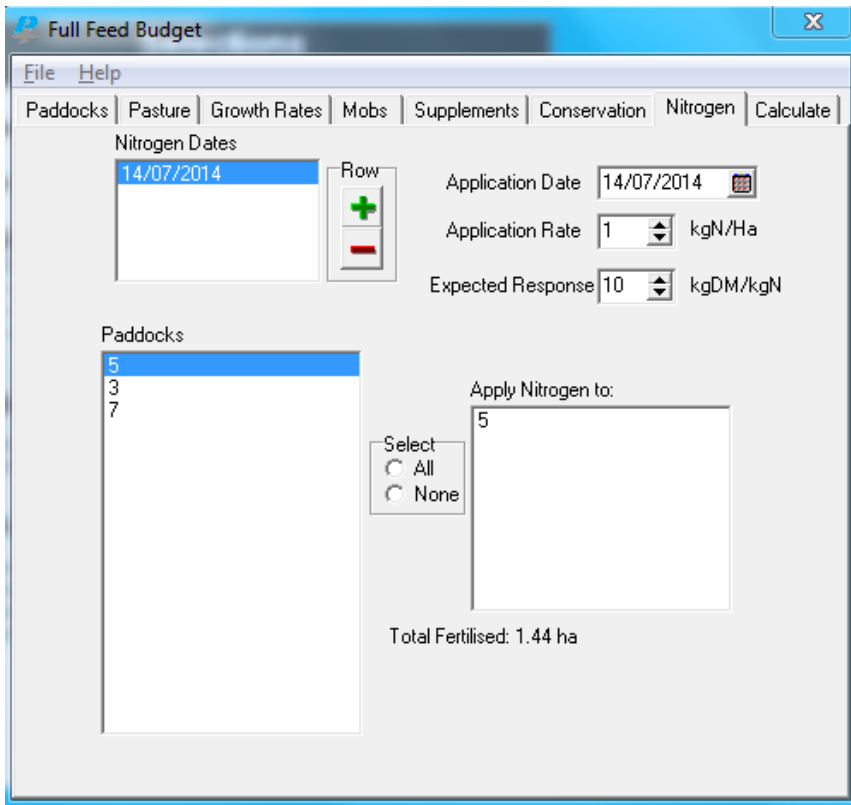 Full Feed Budget
File Help
Paddocks Pasture Growth Rates Mobs Supplements Conservation Nitrogen Calculate
Nitrogen Dates
14/07/2014
Row
Application Date 14/07/2014
Application Rate 1 kgN/Ha
Expected Response 10 kgDM/kgN
Paddocks
5
3
7
Select
All
None
Apply Nitrogen to:
5
Total Fertilised: 1.44 ha